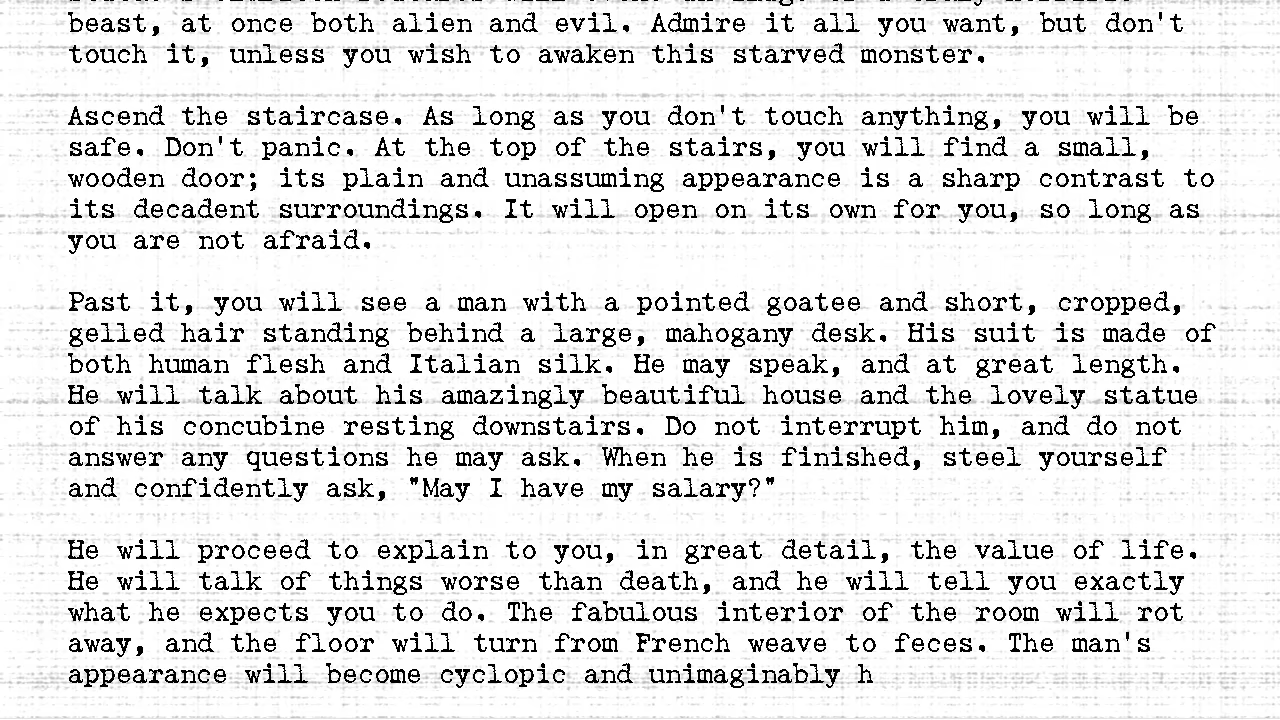 beast, at once both alien and evil. Admire it all you want, but don't
touch it, unless you wish to awaken this starved monster.
Ascend the staircase. As long as you don't touch anything, you will be
safe. Don't panic. At the top of the stairs, you will find a small,
wooden door; its plain and unassuming appearance is a sharp contrast to
its decadent surroundings. It will open on its own for you, so long as
you are not afraid.
Past it, you will see a man with a pointed goatee and short, cropped,
gelled hair standing behind a large, mahogany desk. His suit is made of
both human flesh and Italian silk. He may speak, and at great length.
He will talk about his amazingly beautiful house and the lovely statue
of his concubine resting downstairs. Do not interrupt him, and do not
answer any questions he may ask. When he is finished, steel yourself
and confidently ask, "May I have my salary?"
He will proceed to explain to you, in great detail, the value of life.
He will talk of things worse than death, and he will tell you exactly
what he expects you to do. The fabulous interior of the room will rot
away, and the floor will turn from French weave to feces. The man's
appearance will become cyclopic and unimaginably h